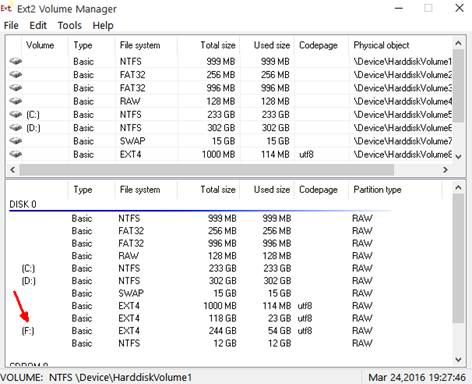 Ext2 Volume Manager
File Edit Tools Help
Volume Type File system Total size Used size Codepage Physical object
Basic NTFS 999 MB 999 MB \Device\HarddiskVolume1
Basic FAT32 256 MB 256 MB \Device\HarddiskVolume2
Basic FAT32 996 MB 996 MB \Device\HarddiskVolume3
Basic RAW 128 MB 128 MB \Device\HarddiskVolume4
(C:) Basic NTFS 233 GB 233 GB \Device\HarddiskVolume5
(D:) Basic NTFS 302 GB 302 GB \Device\HarddiskVolume6
Basic SWAP 15 GB 15 GB \Device\HarddiskVolume7
Basic EXT4 1000 MB 114 MB utf8 \Device\HarddiskVolume8
Type File system Total size Used size Codepage Partition type
DISK 0
Basic NTFS 999 MB 999 MB RAW
Basic FAT32 256 MB 256 MB RAW
Basic FAT32 996 MB 996 MB RAW
Basic RAW 128 MB 128 MB RAW
(C:) Basic NTFS 233 GB 233 GB RAW
(D:) Basic NTFS 302 GB 302 GB RAW
Basic SWAP 15 GB 15 GB RAW
Basic EXT4 1000 MB 114 MB utf8 RAW
Basic EXT4 118 GB 23 GB utf8 RAW
(F:) Basic EXT4 244 GB 54 GB utf8 RAW
Basic NTFS 12 GB 12 GB RAW
CDROM 0
VOLUME: NTFS \Device\HarddiskVolume1 Mar 24,2016 19:27:46